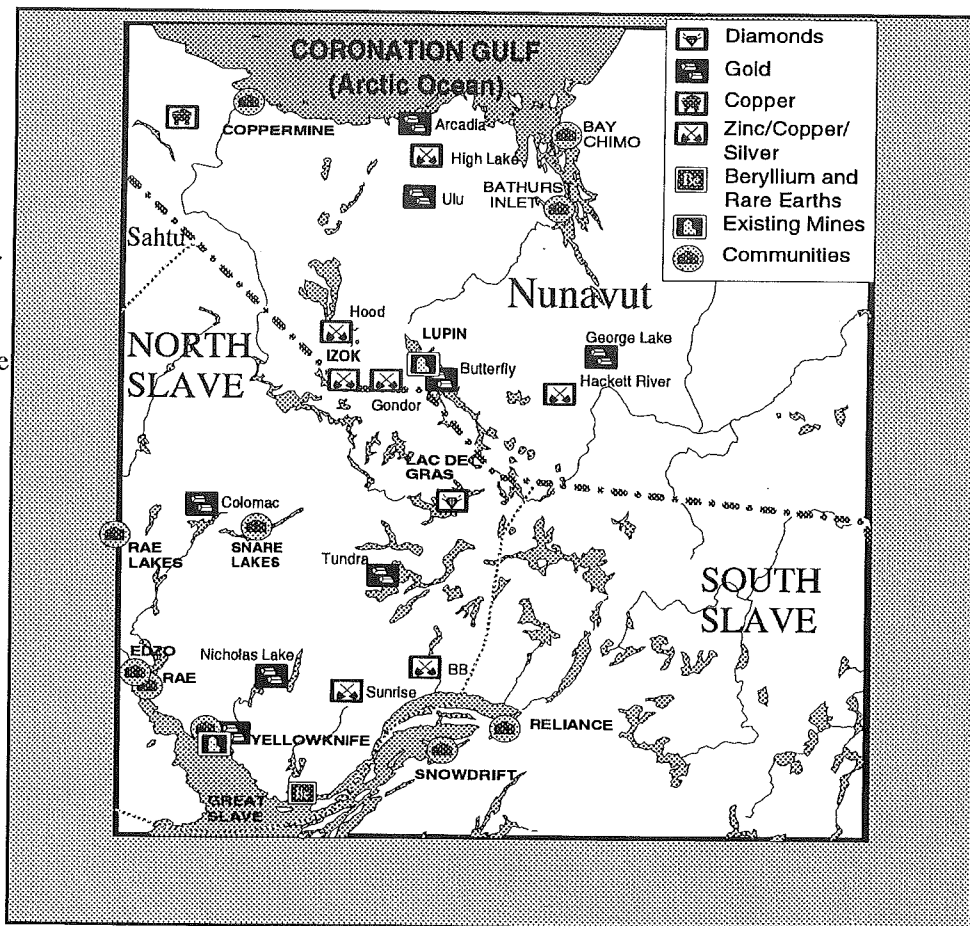 CORONATION GULF
(Arctic Ocean)
Diamonds
Gold
Copper
Zinc/Copper/
Silver
Beryllium and
Rare Earths
Existing Mines
Communities
COPPERMINE
Arcadia
BAY
CHIMO
High Lake
Ulu
BATHURST
INLET
Sahtu
Nunavut
Hood
NORTH
SLAVE
LUPIN
George Lake
IZOK
Butterfly
Hackett River
Gondor
e
LAC DE
GRAS
Colomac
RAE
LAKES
SNARE
LAKES
Tundra
SOUTH
SLAVE
EDZO
RAE
Nicholas Lake
BB
Sunrise
YELLOWKNIFE
RELIANCE
SNOWDRIFT
GREAT
SLAVE